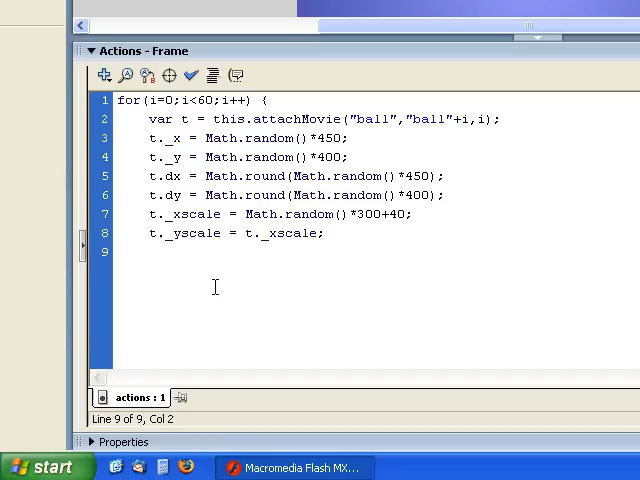 Actions - Frame
1 for(i=0;i<60;i++) {
2 var t = this.attachMovie("ball","ball"+i,i);
3 t._x = Math.random()*450;
4 t._y = Math.random()*400;
5 t.dx = Math.round(Math.random()*450);
6 t.dy = Math.round(Math.random()*400);
7 t._xscale = Math.random()*300+40;
8 t._yscale = t._xscale;
9
actions : 1
Line 9 of 9, Col 2
Properties
start Macromedia Flash MX...